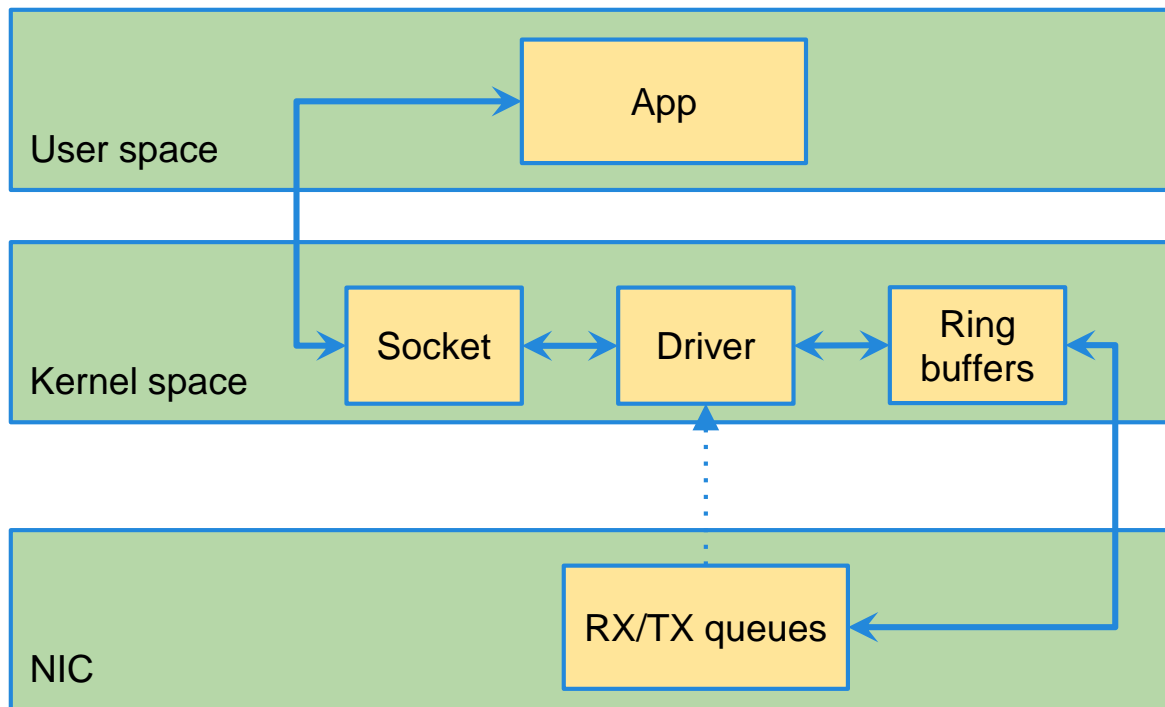 App
User space
Socket
Driver
Ring
buffers
Kernel space
RX/TX queues
NIC